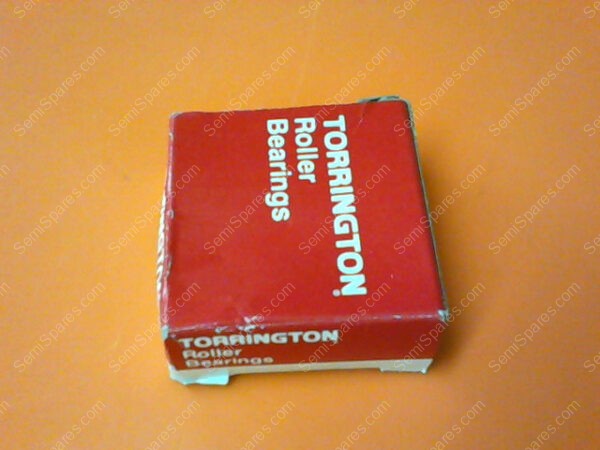 TORRINGTON
Roller
Bearings
TORRINGTON
Roller
Bearings
SemiSpares.com